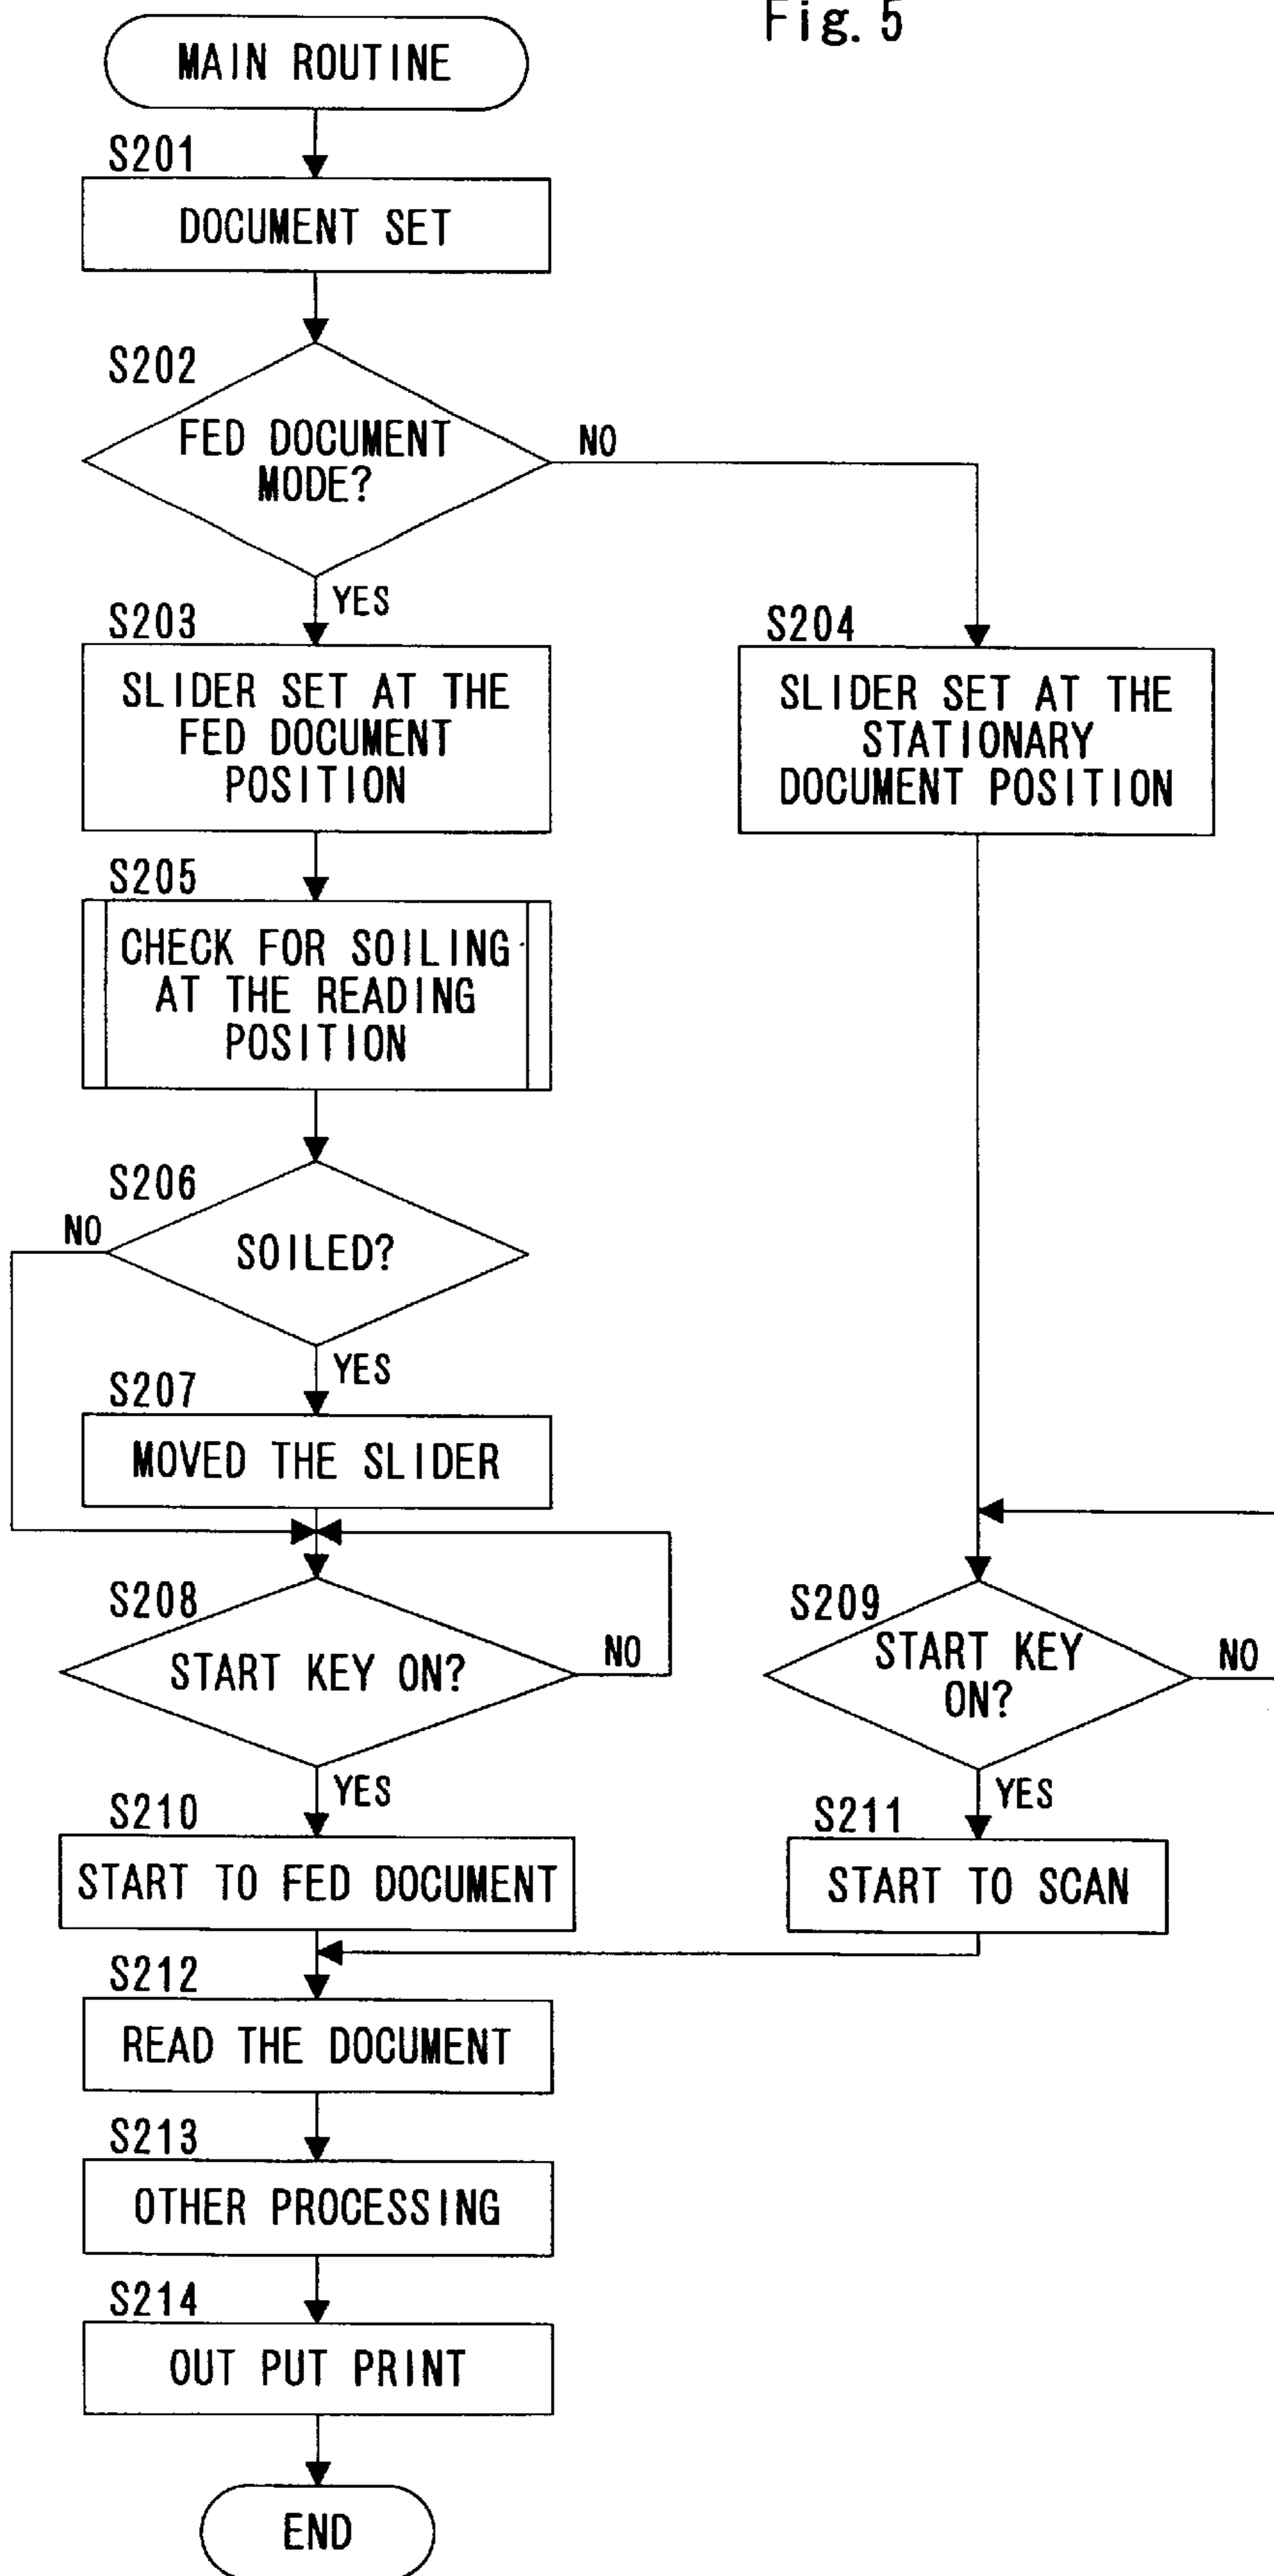 Fig. 5
MAIN ROUTINE
S201
DOCUMENT SET
S202
FED DOCUMENT
MODE?
NO
YES
S203
SLIDER SET AT THE
FED DOCUMENT
POSITION
S204
SLIDER SET AT THE
STATIONARY
DOCUMENT POSITION
S205
CHECK FOR SOILING
AT THE READING
POSITION
S206
NO
SOILED?
YES
S207
MOVED THE SLIDER
S208
START KEY ON?
NO
YES
S209
START KEY
ON?
NO
YES
S210
START TO FED DOCUMENT
S211
START TO SCAN
S212
READ THE DOCUMENT
S213
OTHER PROCESSING
S214
OUT PUT PRINT
END